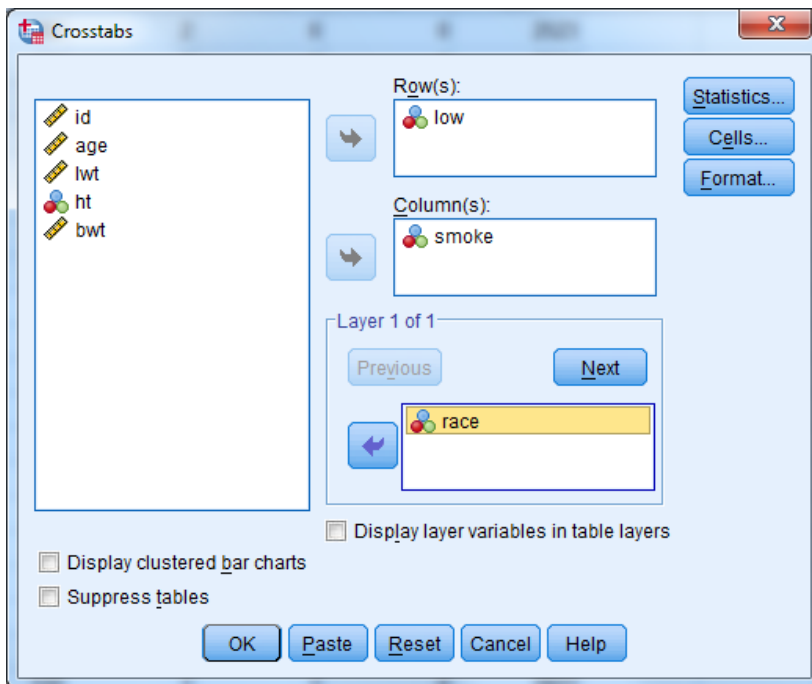 Crosstabs
id
age
lwt
ht
bwt
Row(s):
low
Column(s):
smoke
Layer 1 of 1
Previous
Next
race
Display layer variables in table layers
Statistics...
Cells...
Format...
Display clustered bar charts
Suppress tables
OK Paste Reset Cancel Help